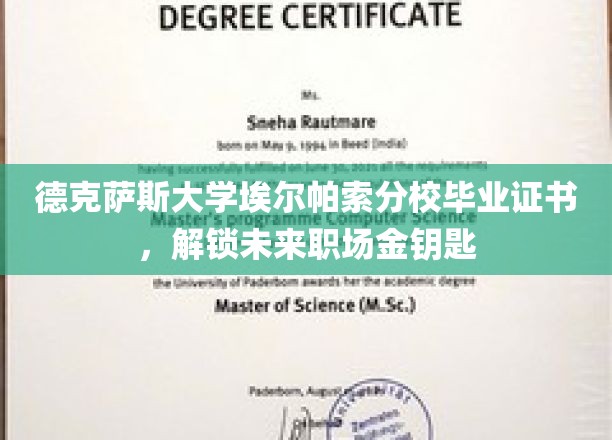 DEGREE CERTIFICATE
Ms.
Sneha Rautmare
born on May 9, 1994 in Beed (India)
having successfully fulfilled on June 30, 2021 all the requirements
德克萨斯大学埃尔帕索分校毕业证书
Master's programme Computer Science
，解锁未来职场金钥匙
the University of Paderborn awards her the academic degree
Master of Science (M.Sc.)
Paderborn, August
Universität
Zentrales